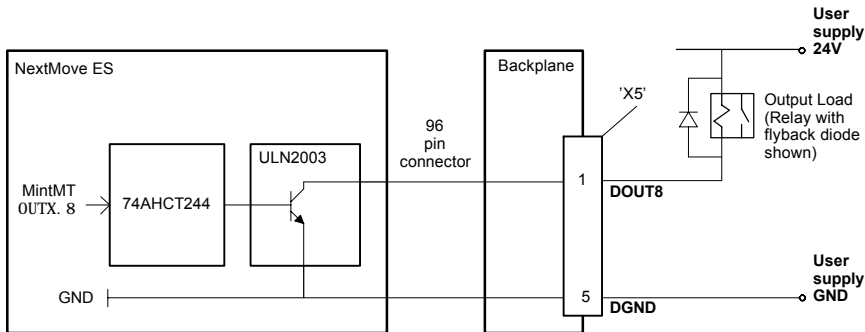 User
supply
24V
NextMove ES
Backplane
'X5'
Output Load
(Relay with
flyback diode
shown)
96
pin
connector
ULN2003
MintMT
OUTX. 8
74AHCT244
1
DOUT8
GND
5
DGND
User
supply
GND